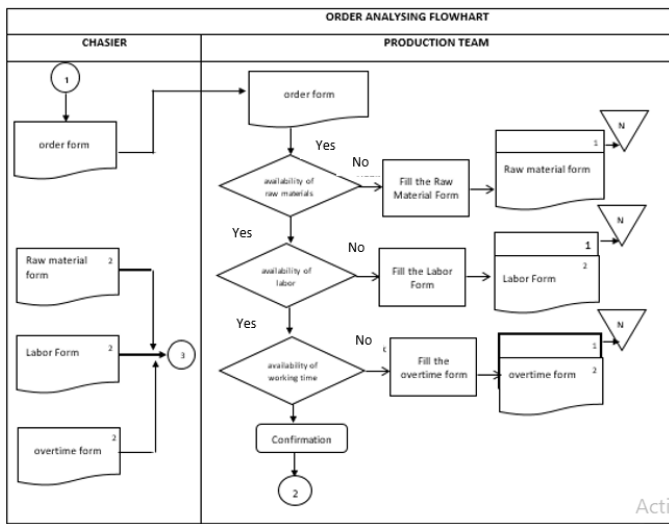 ORDER ANALYSING FLOWHART
CHASIER
PRODUCTION TEAM
1
order form
order form
Yes
availability of
raw materials
No
Fill the Raw
Material Form
1
Raw material form
N
Yes
Raw material
form
2
availability of
labor
No
Fill the Labor
Form
1
Labor Form
2
N
Yes
Labor Form
2
3
availability of
working time
No
Fill the
overtime form
1
overtime form
2
N
overtime form
2
Confirmation
2
Acti